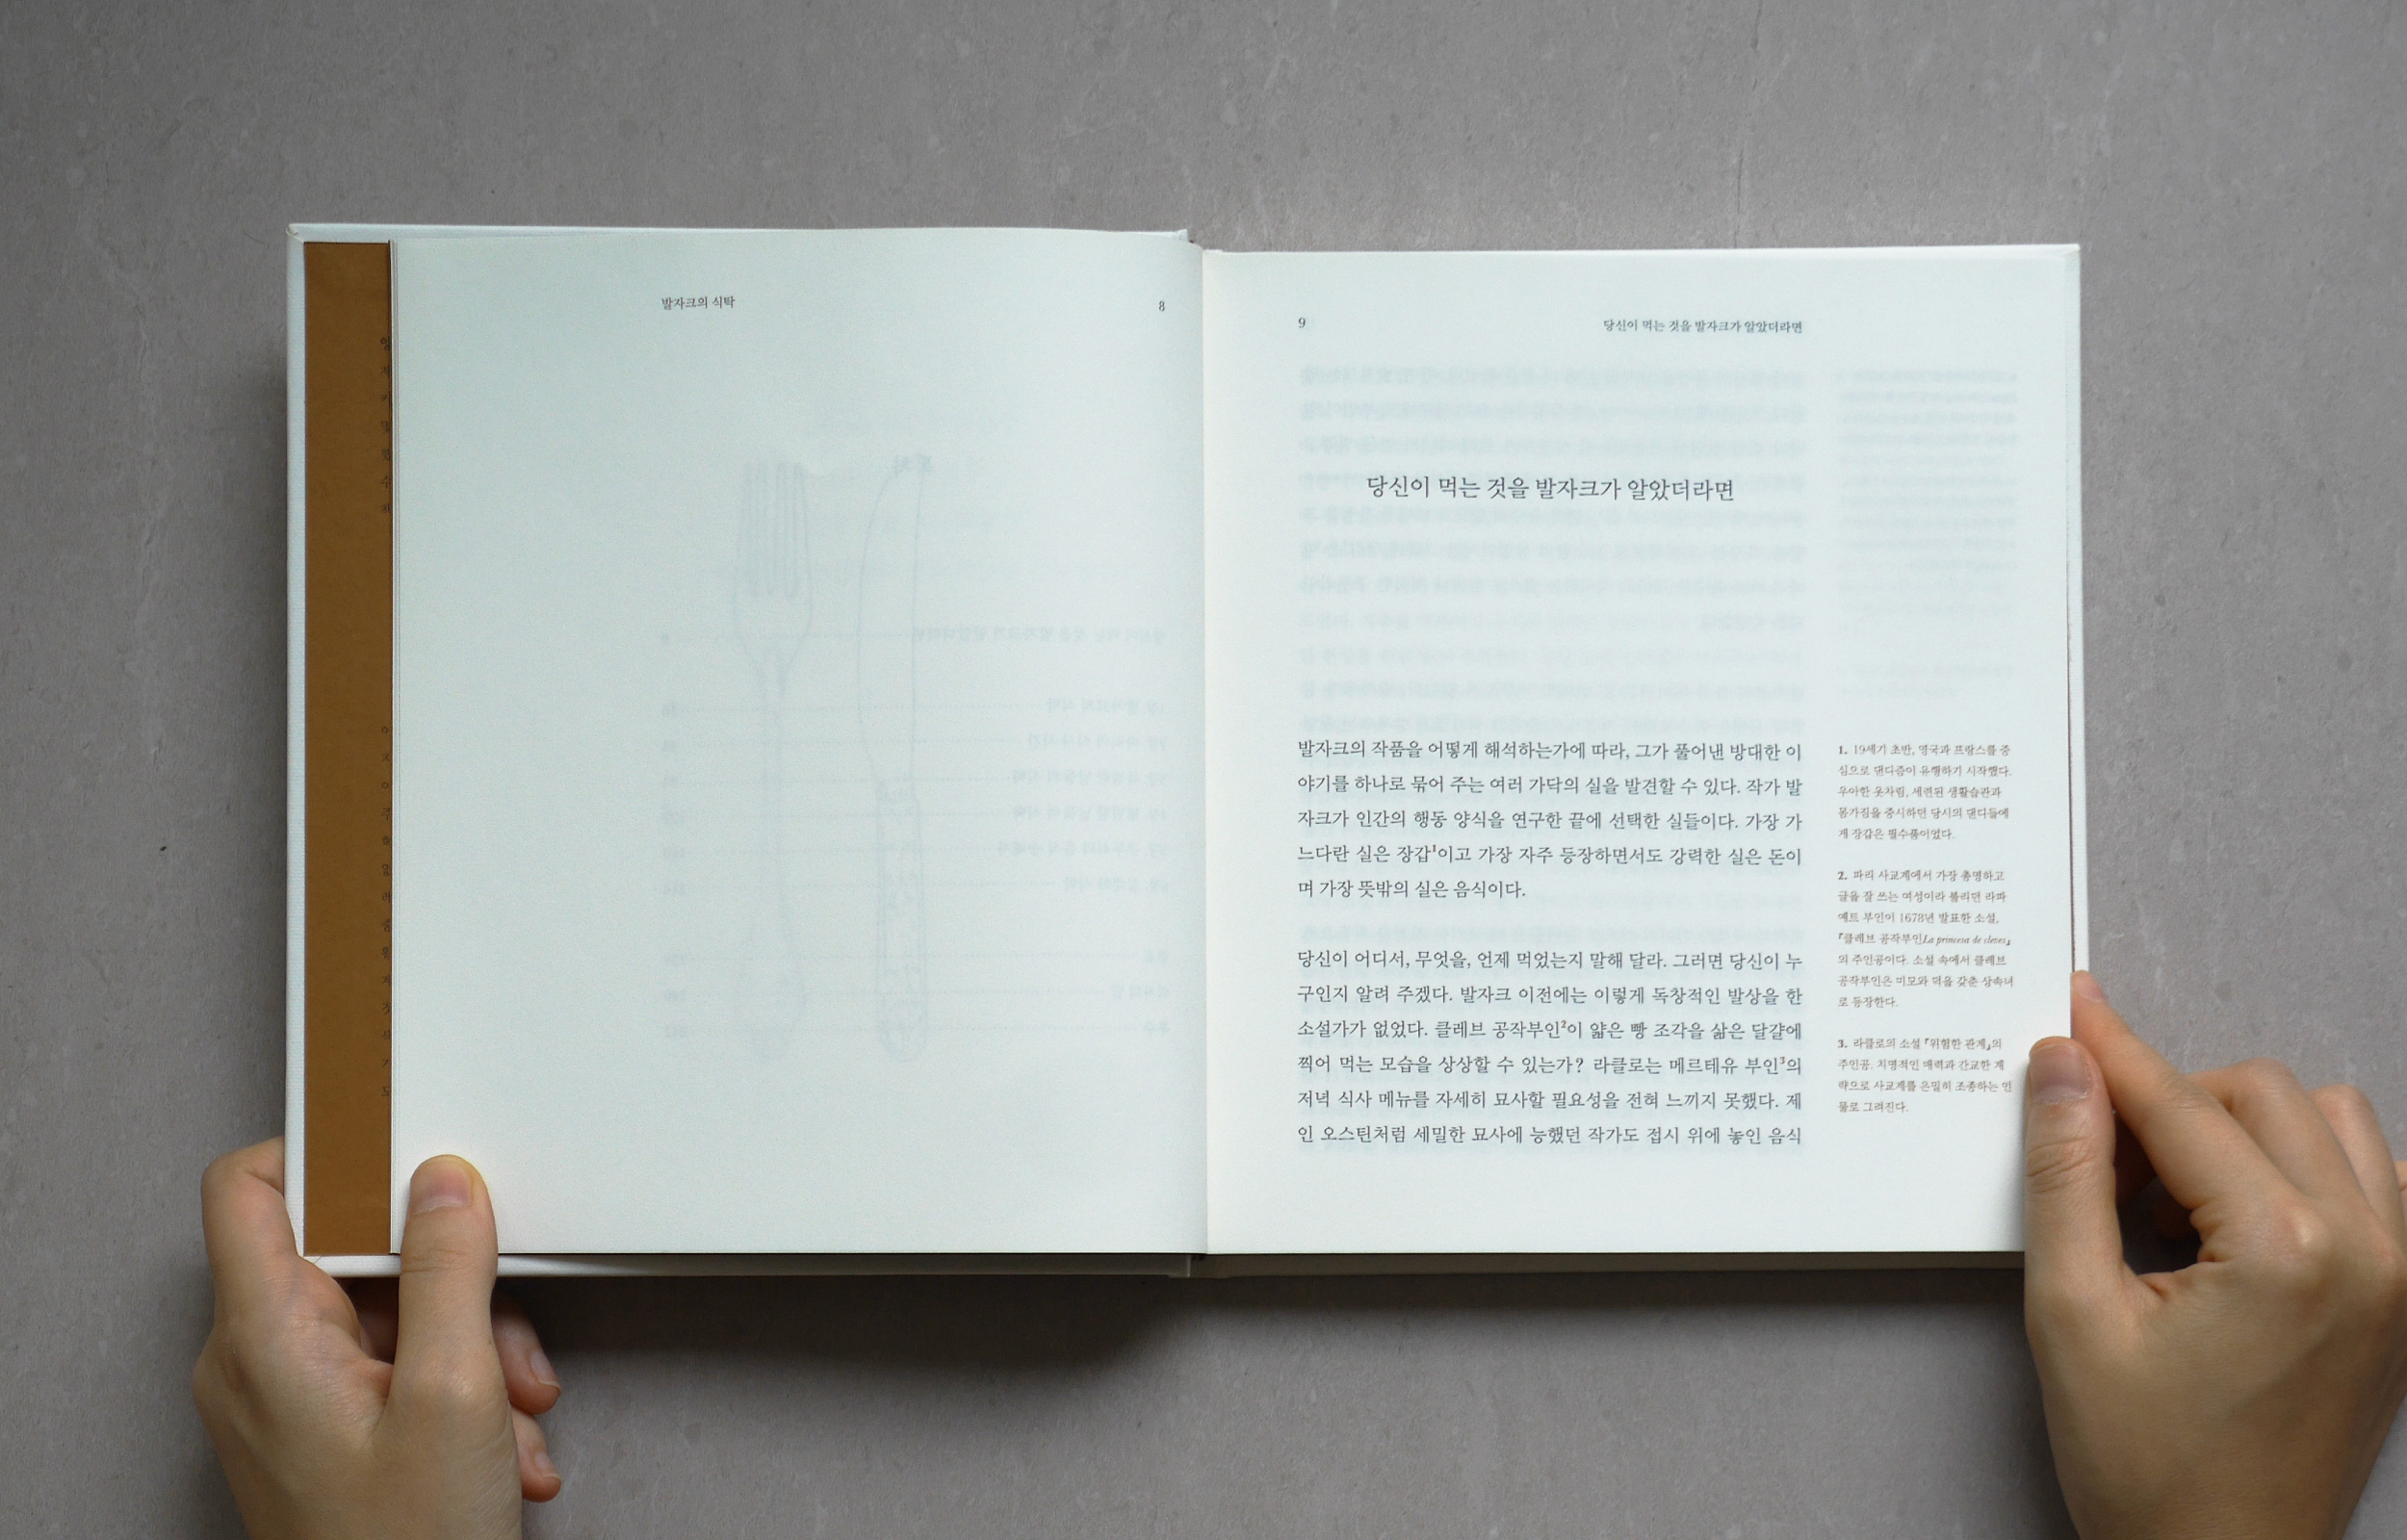 발자크의 식탁
8
9
당신이 먹는 것을 발자크가 알았더라면
당신이 먹는 것을 발자크가 알았더라면
발자크의 작품을 어떻게 해석하는가에 따라, 그가 풀어낸 방대한 이
야기를 하나로 묶어 주는 여러 가닥의 실을 발견할 수 있다. 작가 발
자크가 인간의 행동 양식을 연구한 끝에 선택한 실들이다. 가장 가
느다란 실은 장갑¹이고 가장 자주 등장하면서도 강력한 실은 돈이
며 가장 뜻밖의 실은 음식이다.
당신이 어디서, 무엇을, 언제 먹었는지 말해 달라. 그러면 당신이 누
구인지 알려 주겠다. 발자크 이전에는 이렇게 독창적인 발상을 한
소설가가 없었다. 클레브 공작부인²이 얇은 빵 조각을 삶은 달걀에
찍어 먹는 모습을 상상할 수 있는가? 라클로는 메르테유 부인³의
저녁 식사 메뉴를 자세히 묘사할 필요성을 전혀 느끼지 못했다. 제
인 오스틴처럼 세밀한 묘사에 능했던 작가도 접시 위에 놓인 음식
1. 19세기 초반, 영국과 프랑스를 중
심으로 댄디즘이 유행하기 시작했다.
우아한 옷차림, 세련된 생활습관과
몸가짐을 중시하던 당시의 댄디들에
게 장갑은 필수품이었다.
2. 파리 사교계에서 가장 총명하고
글을 잘 쓰는 여성이라 불리던 라파
예트 부인이 1678년 발표한 소설,
『클레브 공작부인La princesa de cleves』
의 주인공이다. 소설 속에서 클레브
공작부인은 미모와 덕을 갖춘 상속녀
로 등장한다.
3. 라클로의 소설 『위험한 관계』의
주인공. 치명적인 매력과 간교한 계
략으로 사교계를 은밀히 조종하는 인
물로 그려진다.